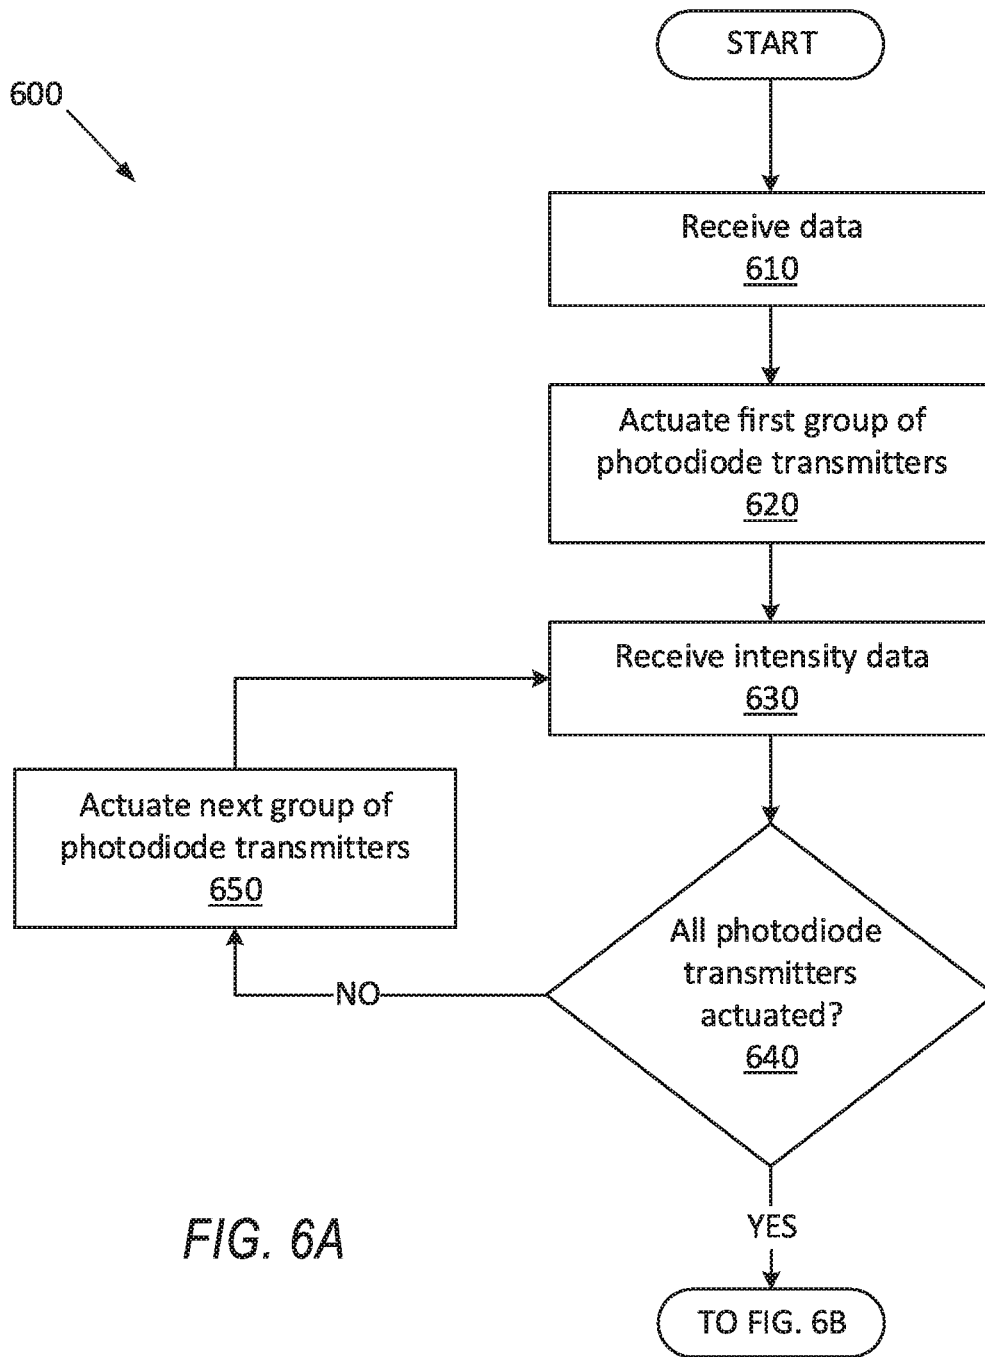 START
600
Receive data
610
Actuate first group of
photodiode transmitters
620
Receive intensity data
630
Actuate next group of
photodiode transmitters
650
All photodiode
transmitters
actuated?
640
NO
YES
FIG. 6A
TO FIG. 6B